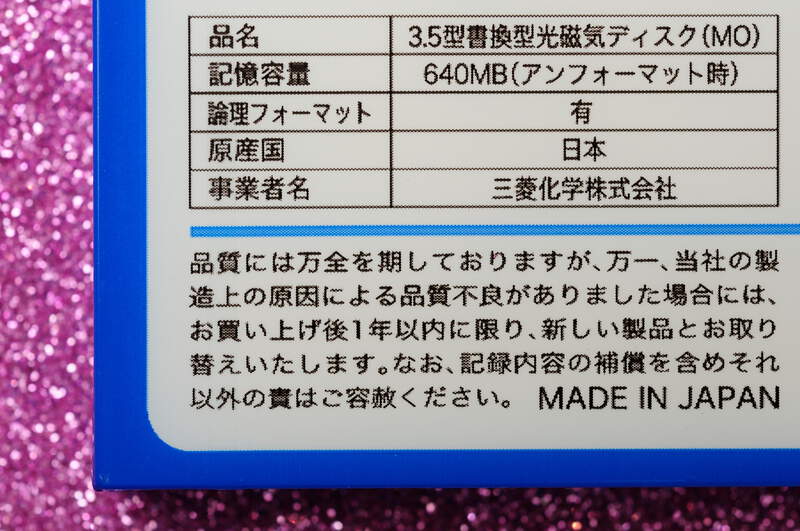 品名 3.5型書換型光磁気ディスク(MO)
記憶容量 640MB(アンフォーマット時)
論理フォーマット 有
原産国 日本
事業者名 三菱化学株式会社
品質には万全を期しておりますが、万一、当社の製
造上の原因による品質不良がありました場合には、
お買い上げ後1年以内に限り、新しい製品とお取り
替えいたします。なお、記録内容の補償を含めそれ
以外の責はご容赦ください。 MADE IN JAPAN